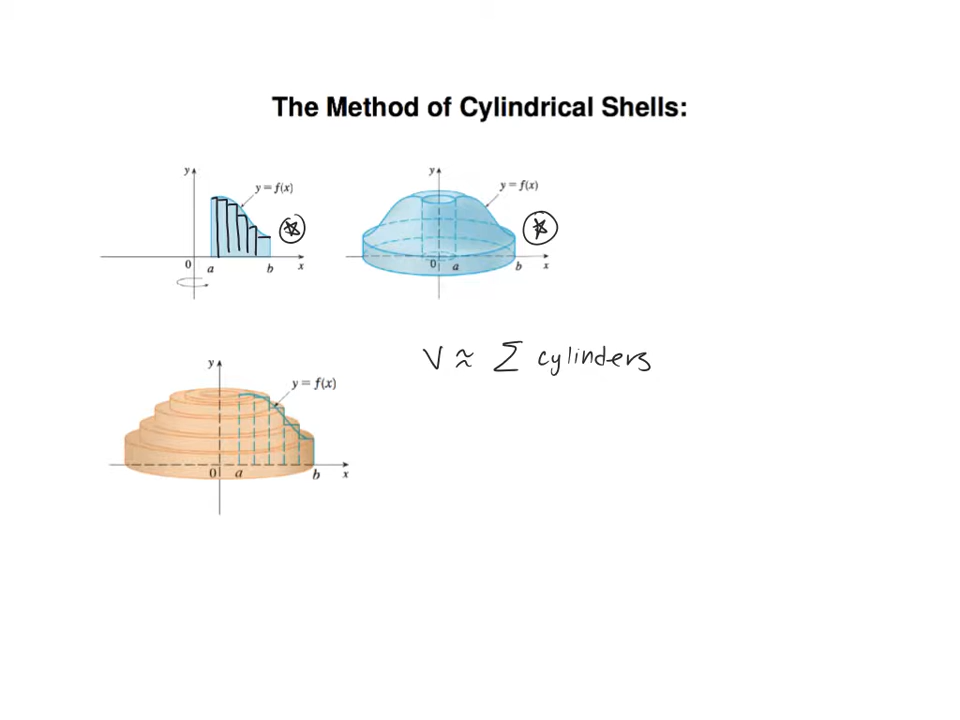 The Method of Cylindrical Shells:
y
y = f(x)
0
a
b
x
y
y = f(x)
0
a
b
x
V ≈ Σ cylinders
y
y = f(x)
0
a
b
x